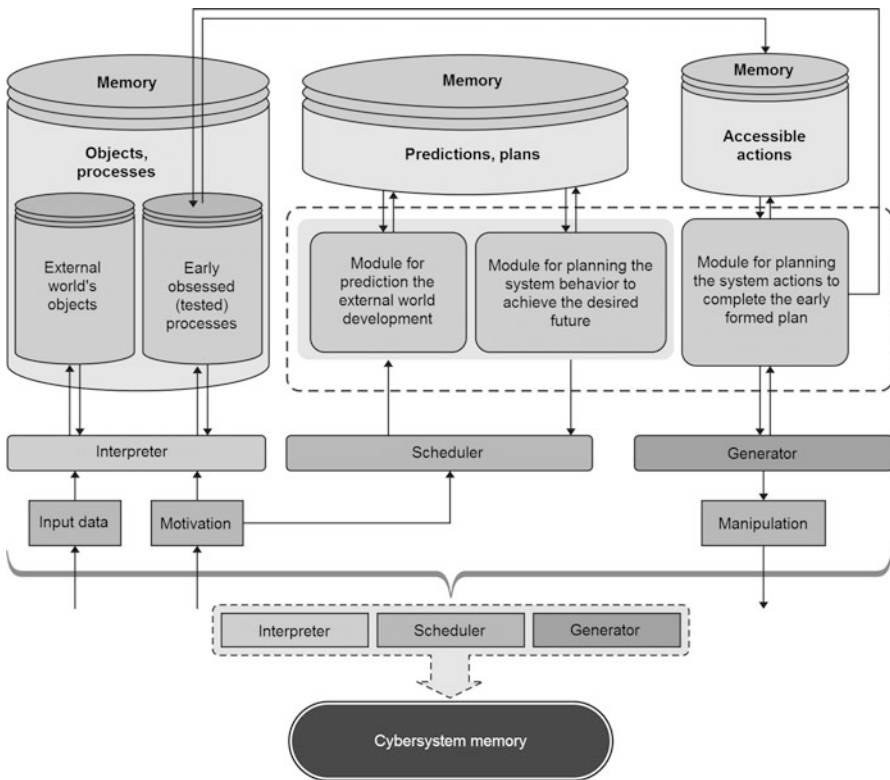 Memory
Objects,
processes
External
world's
objects
Early
obsessed
(tested)
processes
Memory
Predictions, plans
Module for
prediction the
external world
development
Module for planning the
system behavior to
achieve the desired
future
Memory
Accessible
actions
Module for planning
the system actions to
complete the early
formed plan
Interpreter
Scheduler
Generator
Input data
Motivation
Manipulation
Interpreter
Scheduler
Generator
Cybersystem memory